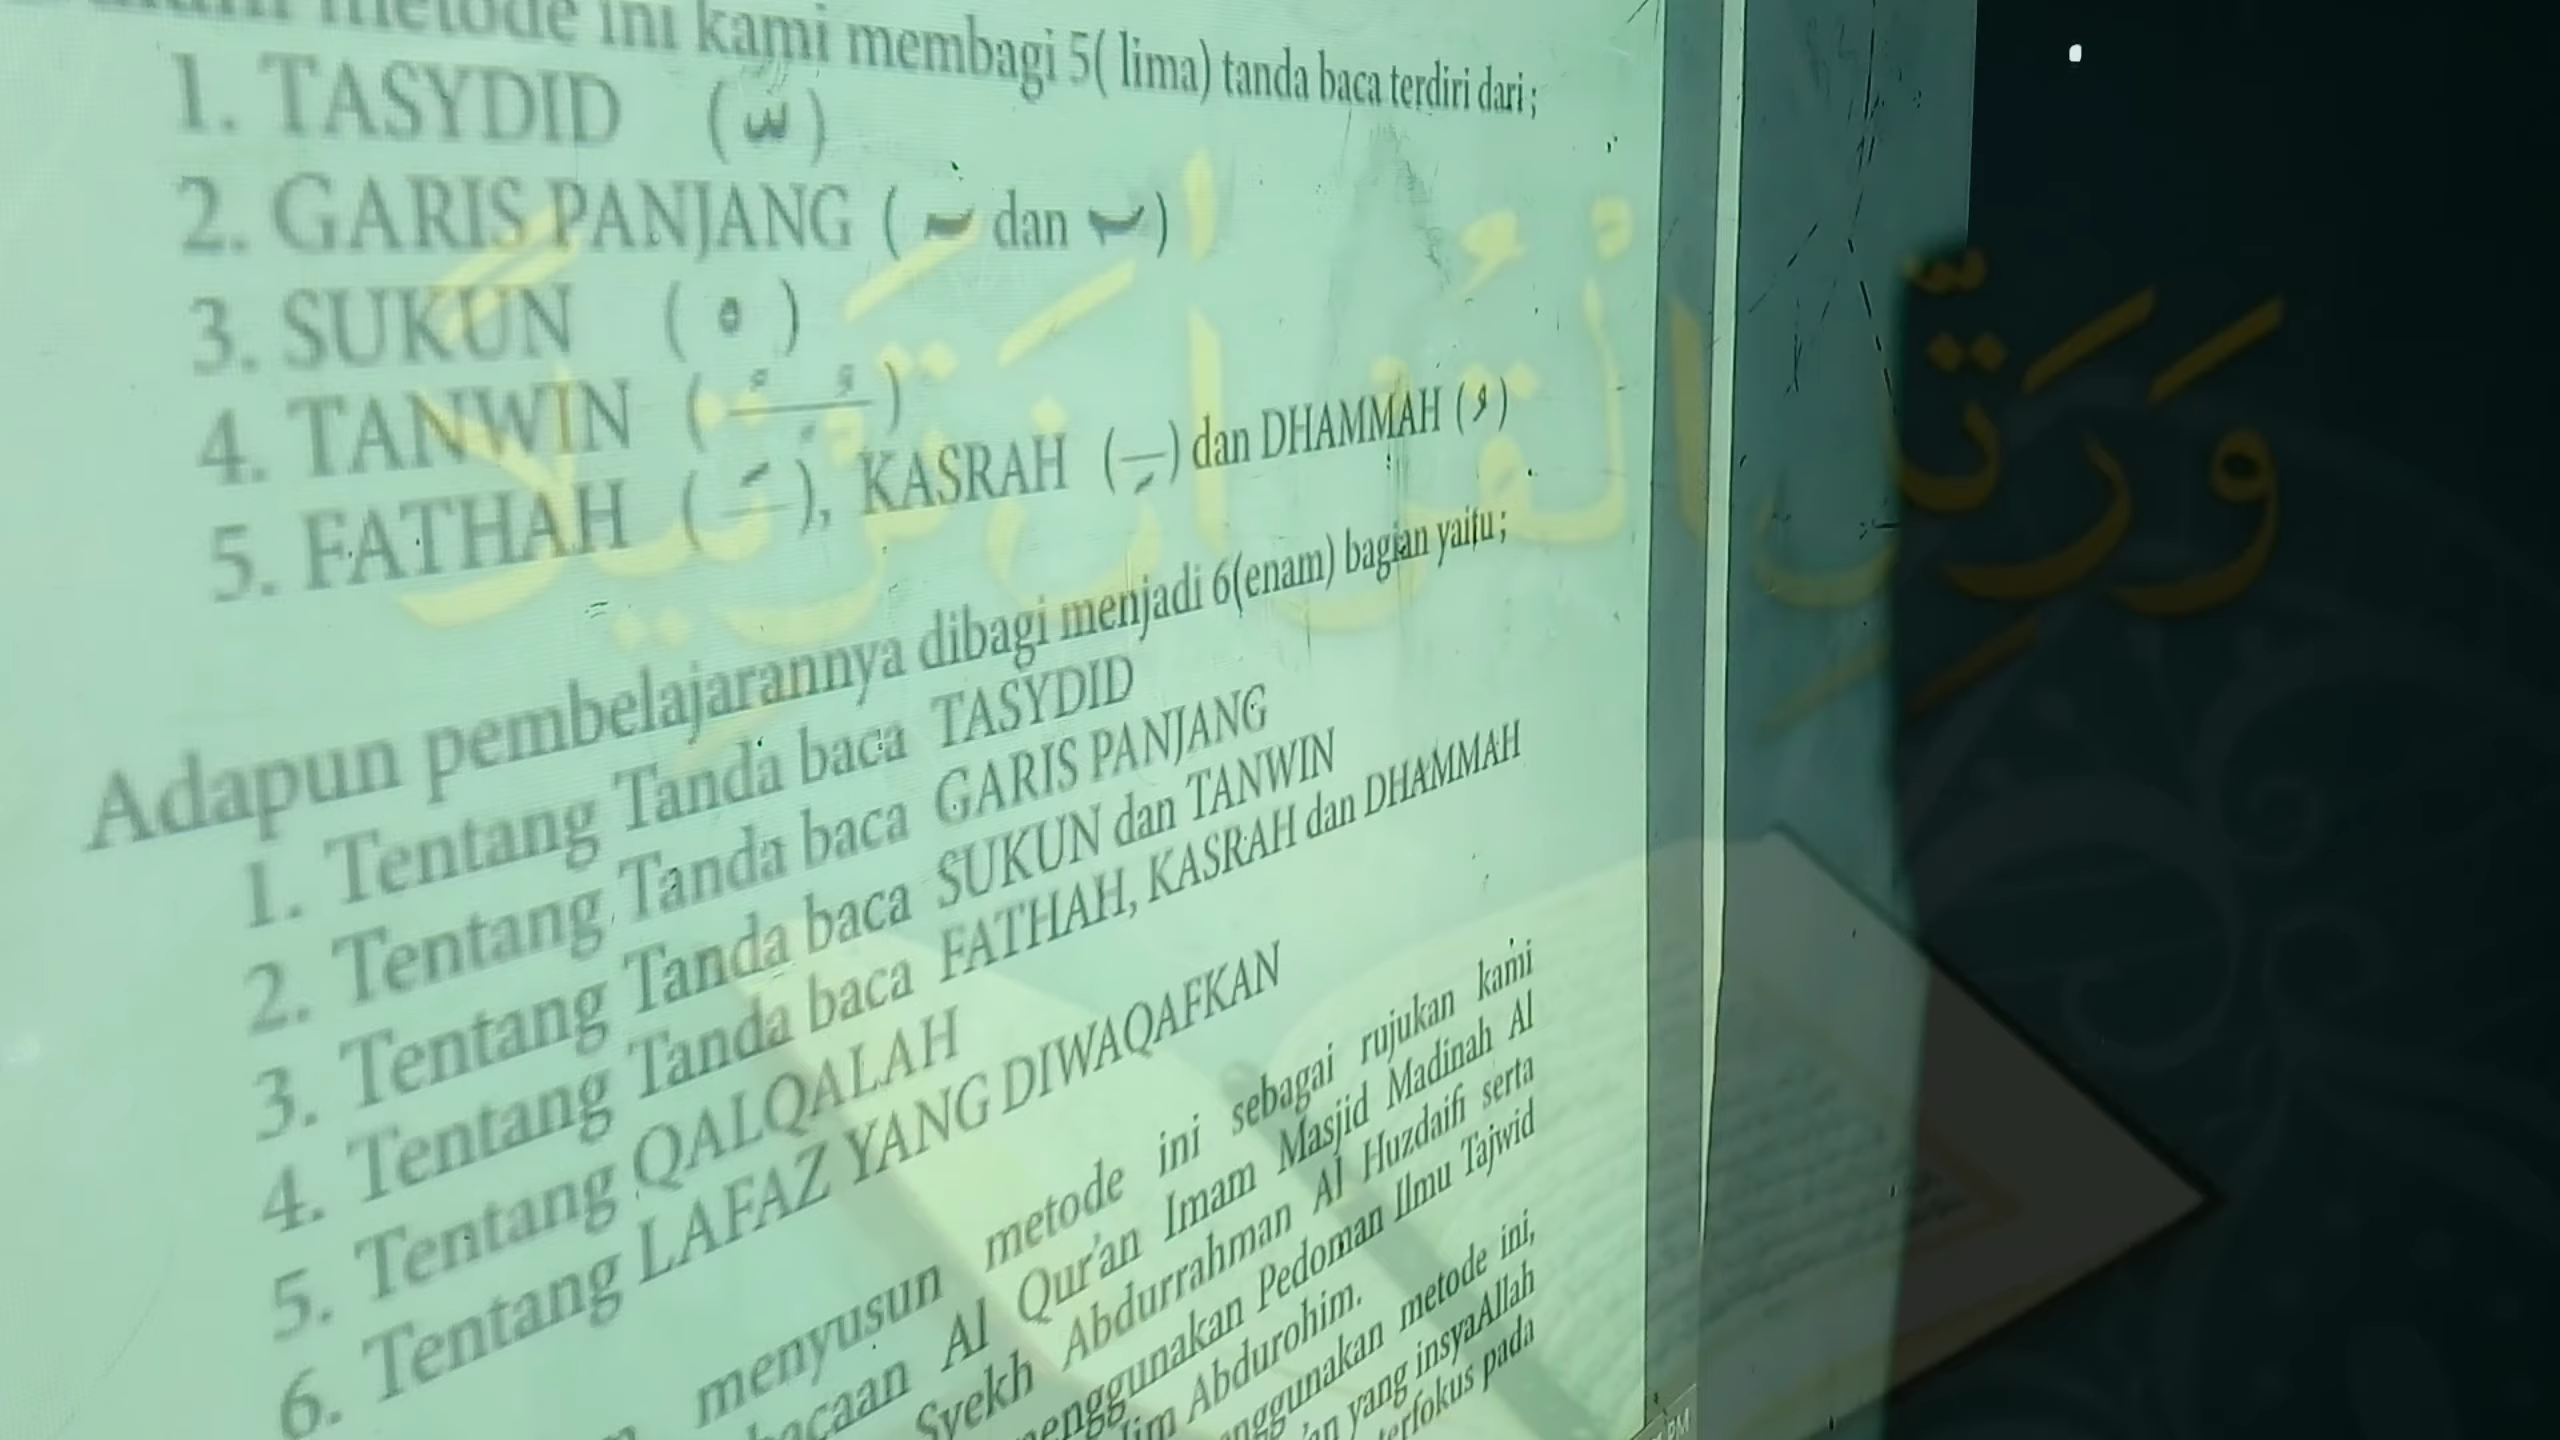 metode ini kami membagi 5( lima) tanda baca terdiri dari ;
1. TASYDID ( ّ )
2. GARIS PANJANG ( dan )
3. SUKUN ( ْ )
4. TANWIN ( )
5. FATHAH ( َ ), KASRAH ( ِ ) dan DHAMMAH ( ُ )
Adapun pembelajarannya dibagi menjadi 6(enam) bagian yaitu ;
1. Tentang Tanda baca TASYDID
2. Tentang Tanda baca GARIS PANJANG
3. Tentang Tanda baca SUKUN dan TANWIN
4. Tentang Tanda baca FATHAH, KASRAH dan DHAMMAH
5. Tentang QALQALAH
6. Tentang LAFAZ YANG DIWAQAFKAN
menyusun metode ini sebagai rujukan kami
Al Qur'an Imam Masjid Madinah Al
Syekh Abdurrahman Al Huzdaifi serta
menggunakan Pedoman Ilmu Tajwid
Abdurohim.
metode ini,
yang insyaAllah
terfokus pada
PM
وَرَتِّلِ الْقُرْاٰنَ تَرْتِيْلًا